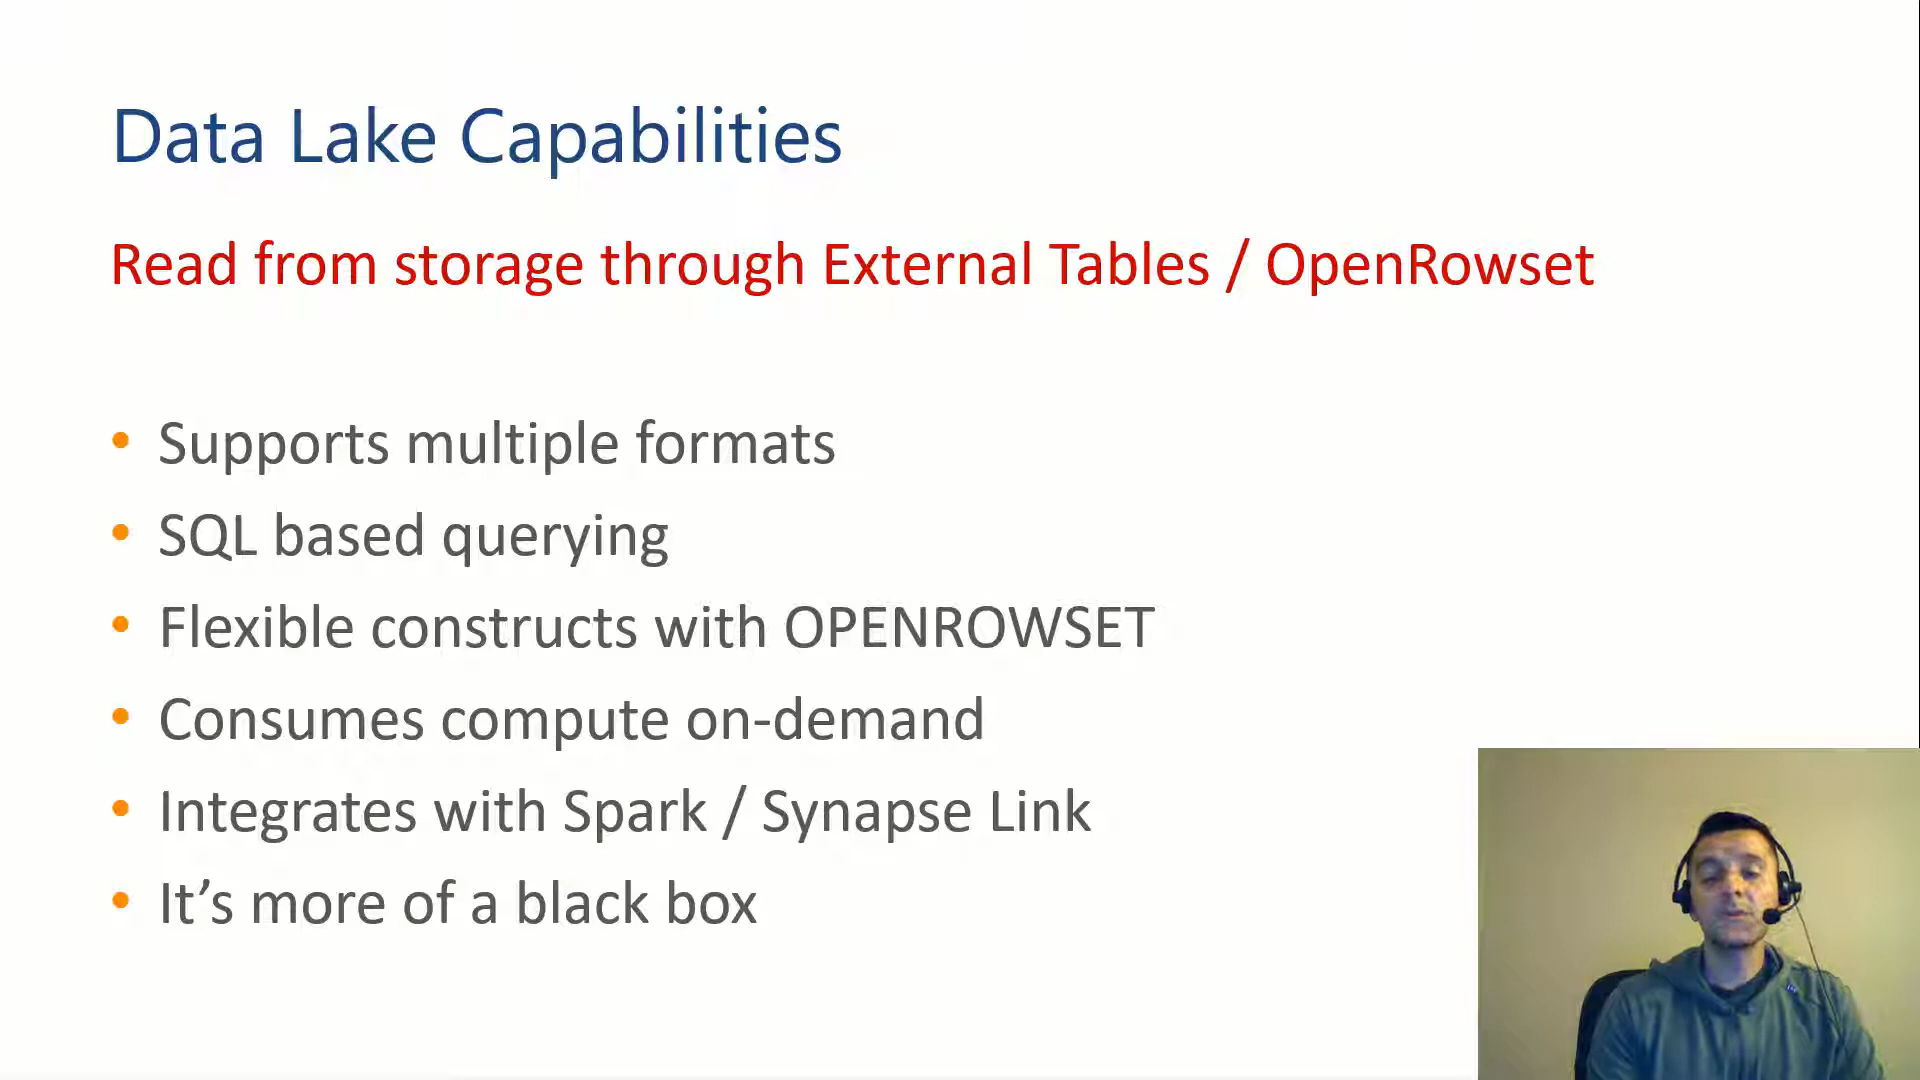 Data Lake Capabilities
Read from storage through External Tables / OpenRowset
• Supports multiple formats
• SQL based querying
• Flexible constructs with OPENROWSET
• Consumes compute on-demand
• Integrates with Spark / Synapse Link
• It’s more of a black box